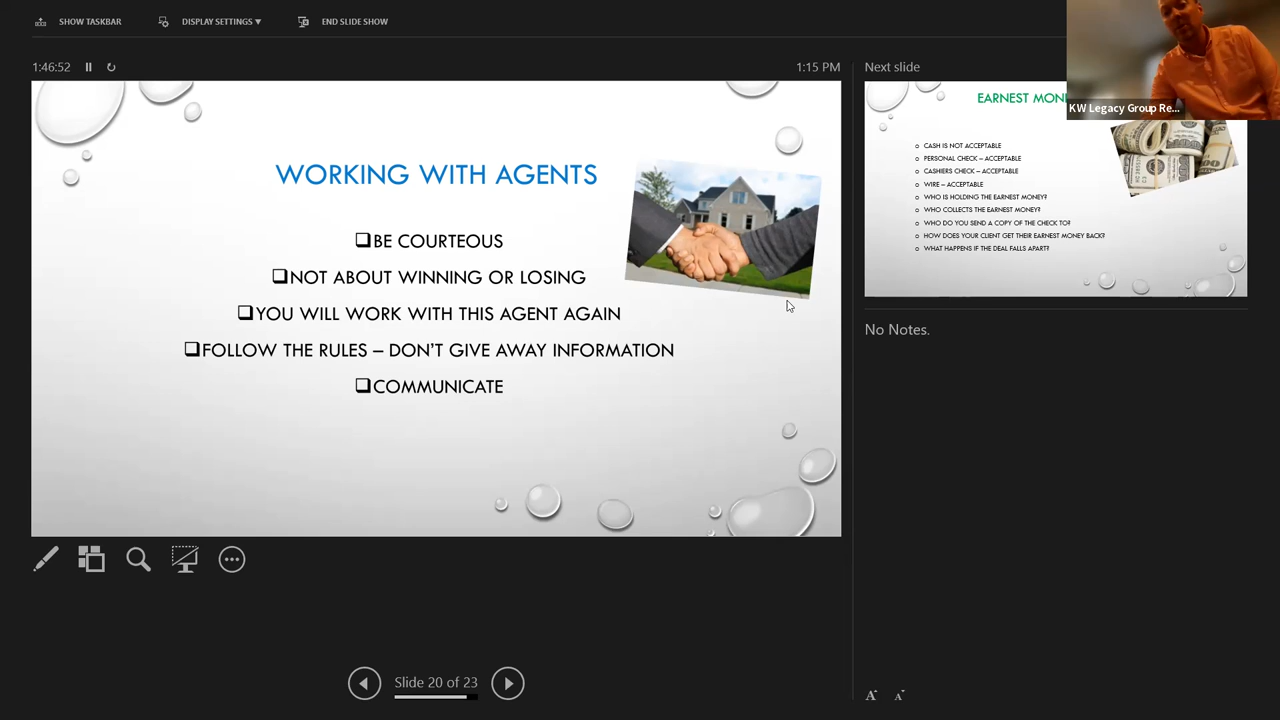 SHOW TASKBAR
DISPLAY SETTINGS ▼
END SLIDE SHOW
1:46:52
1:15 PM
WORKING WITH AGENTS
❑BE COURTEOUS
❑NOT ABOUT WINNING OR LOSING
❑YOU WILL WORK WITH THIS AGENT AGAIN
❑FOLLOW THE RULES – DON'T GIVE AWAY INFORMATION
❑COMMUNICATE
Slide 20 of 23
Next slide
KW Legacy Group Re...
EARNEST MON
o CASH IS NOT ACCEPTABLE
o PERSONAL CHECK – ACCEPTABLE
o CASHIERS CHECK – ACCEPTABLE
o WIRE – ACCEPTABLE
o WHO IS HOLDING THE EARNEST MONEY?
o WHO COLLECTS THE EARNEST MONEY?
o WHO DO YOU SEND A COPY OF THE CHECK TO?
o HOW DOES YOUR CLIENT GET THEIR EARNEST MONEY BACK?
o WHAT HAPPENS IF THE DEAL FALLS APART?
No Notes.
A A